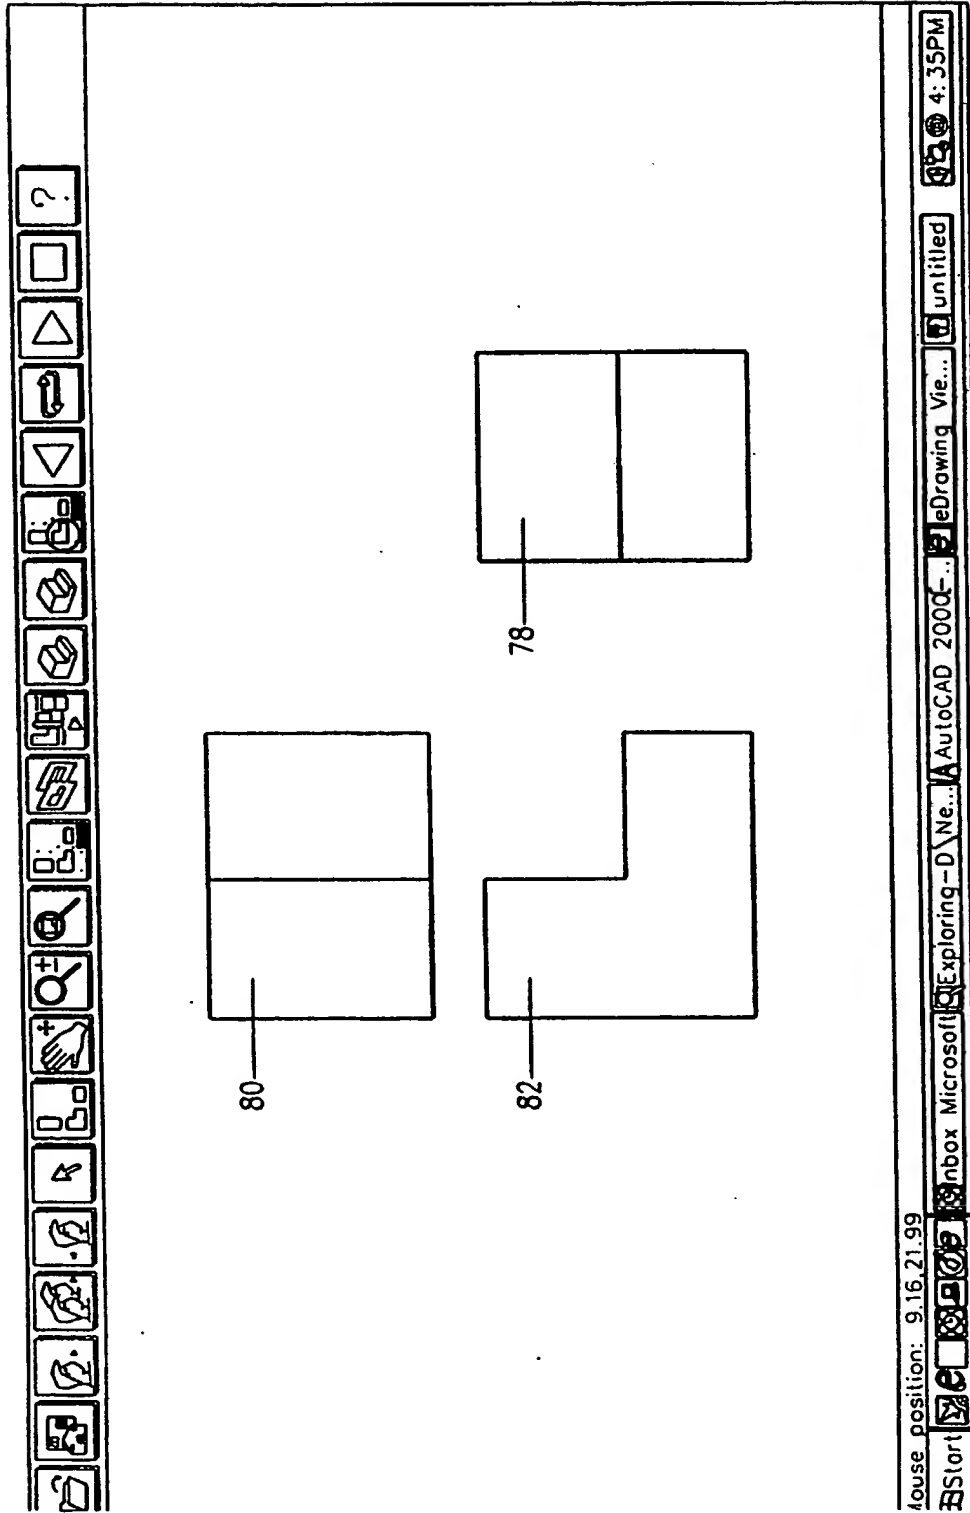 ?
80
78
82
Mouse position: 9.16,21.99
Start
Inbox Microsoft
Exploring-D\Ne...
AutoCAD 2000-...
eDrawing Vie...
untitled
4:35PM